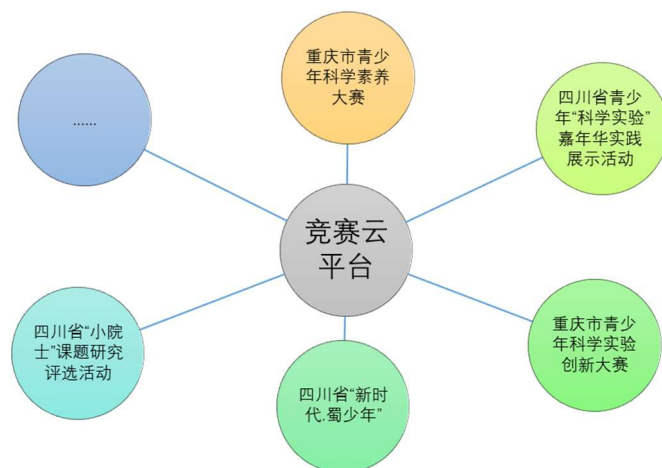 重庆市青少
年科学素养
大赛
......
四川省青少
年“科学实验”
嘉年华实践
展示活动
竞赛云
平台
四川省“小院
士”课题研究
评选活动
重庆市青少
年科学实验
创新大赛
四川省“新时
代.蜀少年”